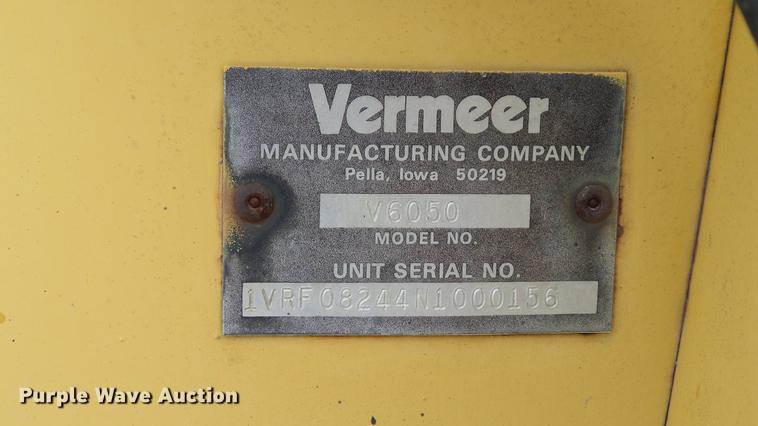 Vermeer
MANUFACTURING COMPANY
Pella, Iowa 50219
V6050
MODEL NO.
UNIT SERIAL NO.
1VRF08244N1000156
Purple Wave Auction